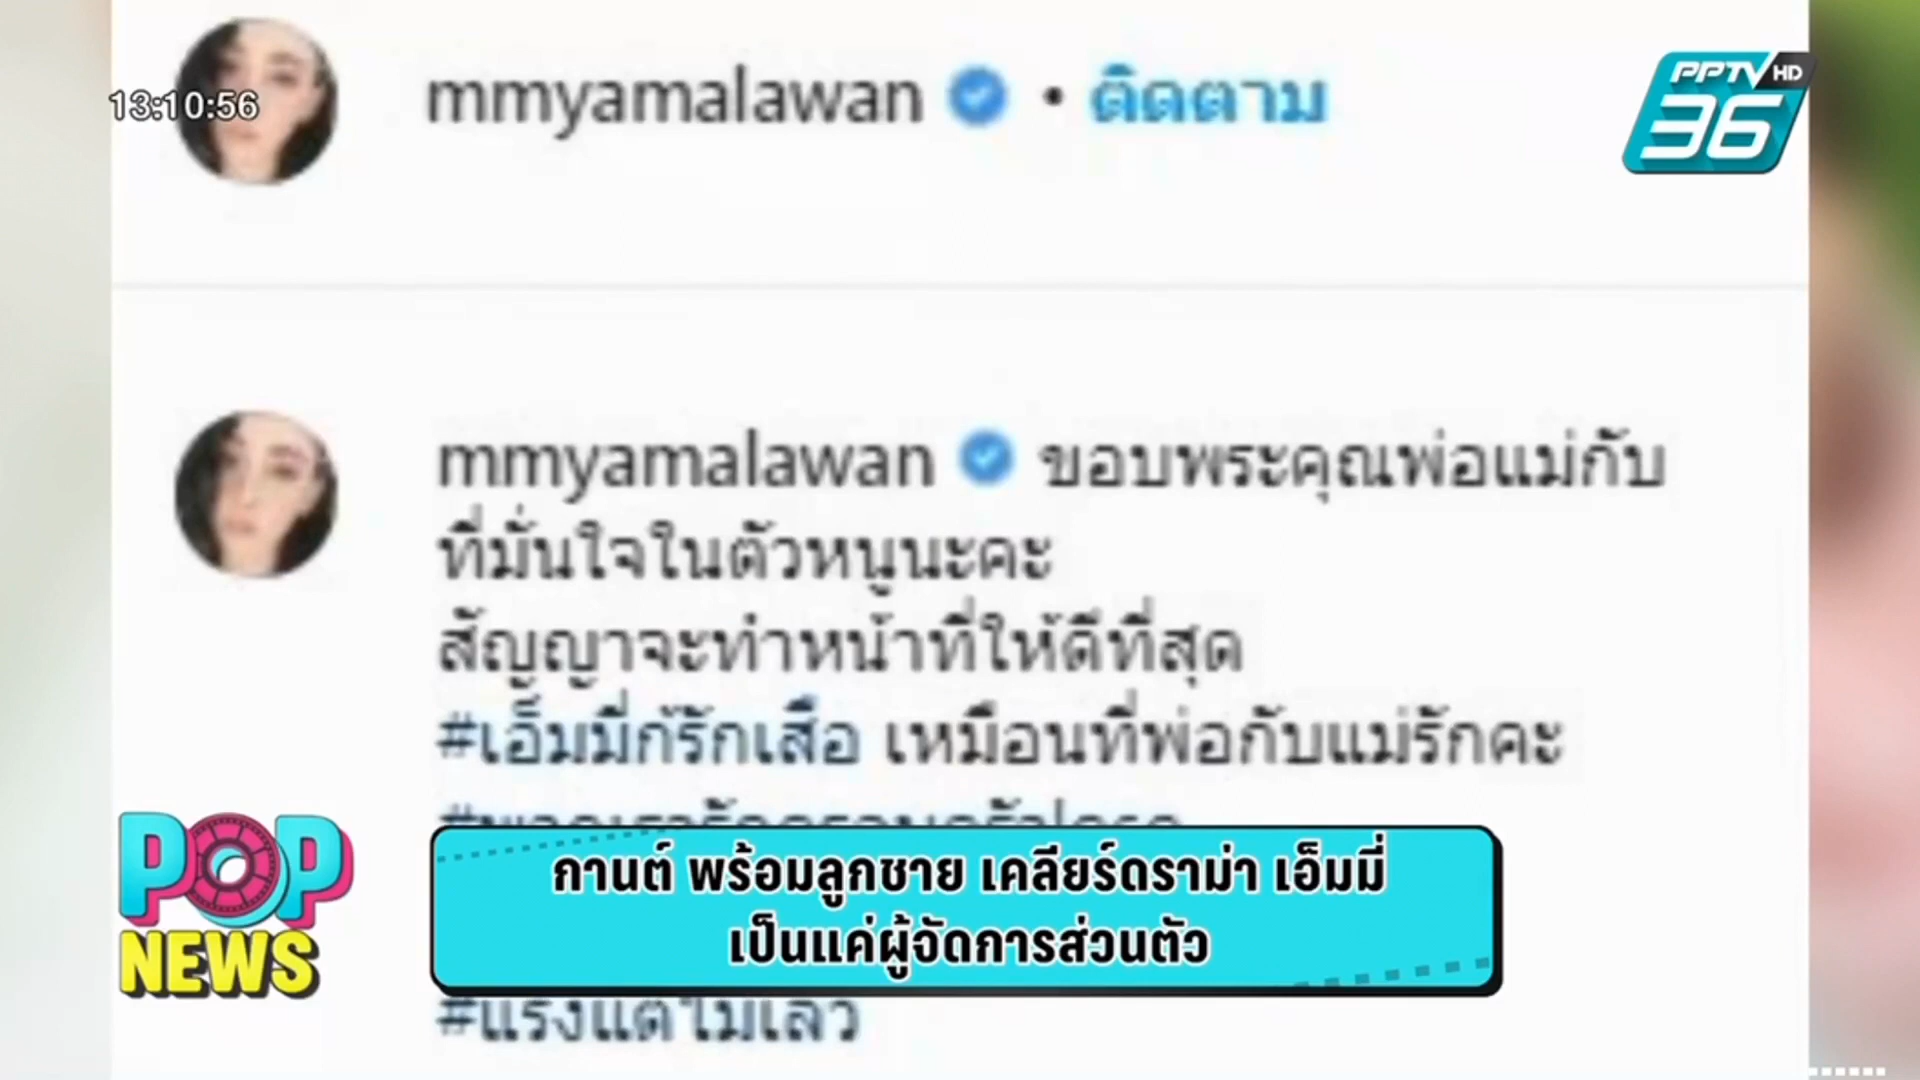 13:10:56
mmyamalawan • ติดตาม
PPTV HD
36
mmyamalawan ขอบพระคุณพ่อแม่กับ
ที่มั่นใจในตัวหนูนะคะ
สัญญาจะทำหน้าที่ให้ดีที่สุด
#เอ็มมี่ก๊รักเสือ เหมือนที่พ่อกับแม่รักคะ
กานต์ พร้อมลูกชาย เคลียร์ดราม่า เอ็มมี่
เป็นแค่ผู้จัดการส่วนตัว
POP
NEWS
#แรงแต่ไม่เลว